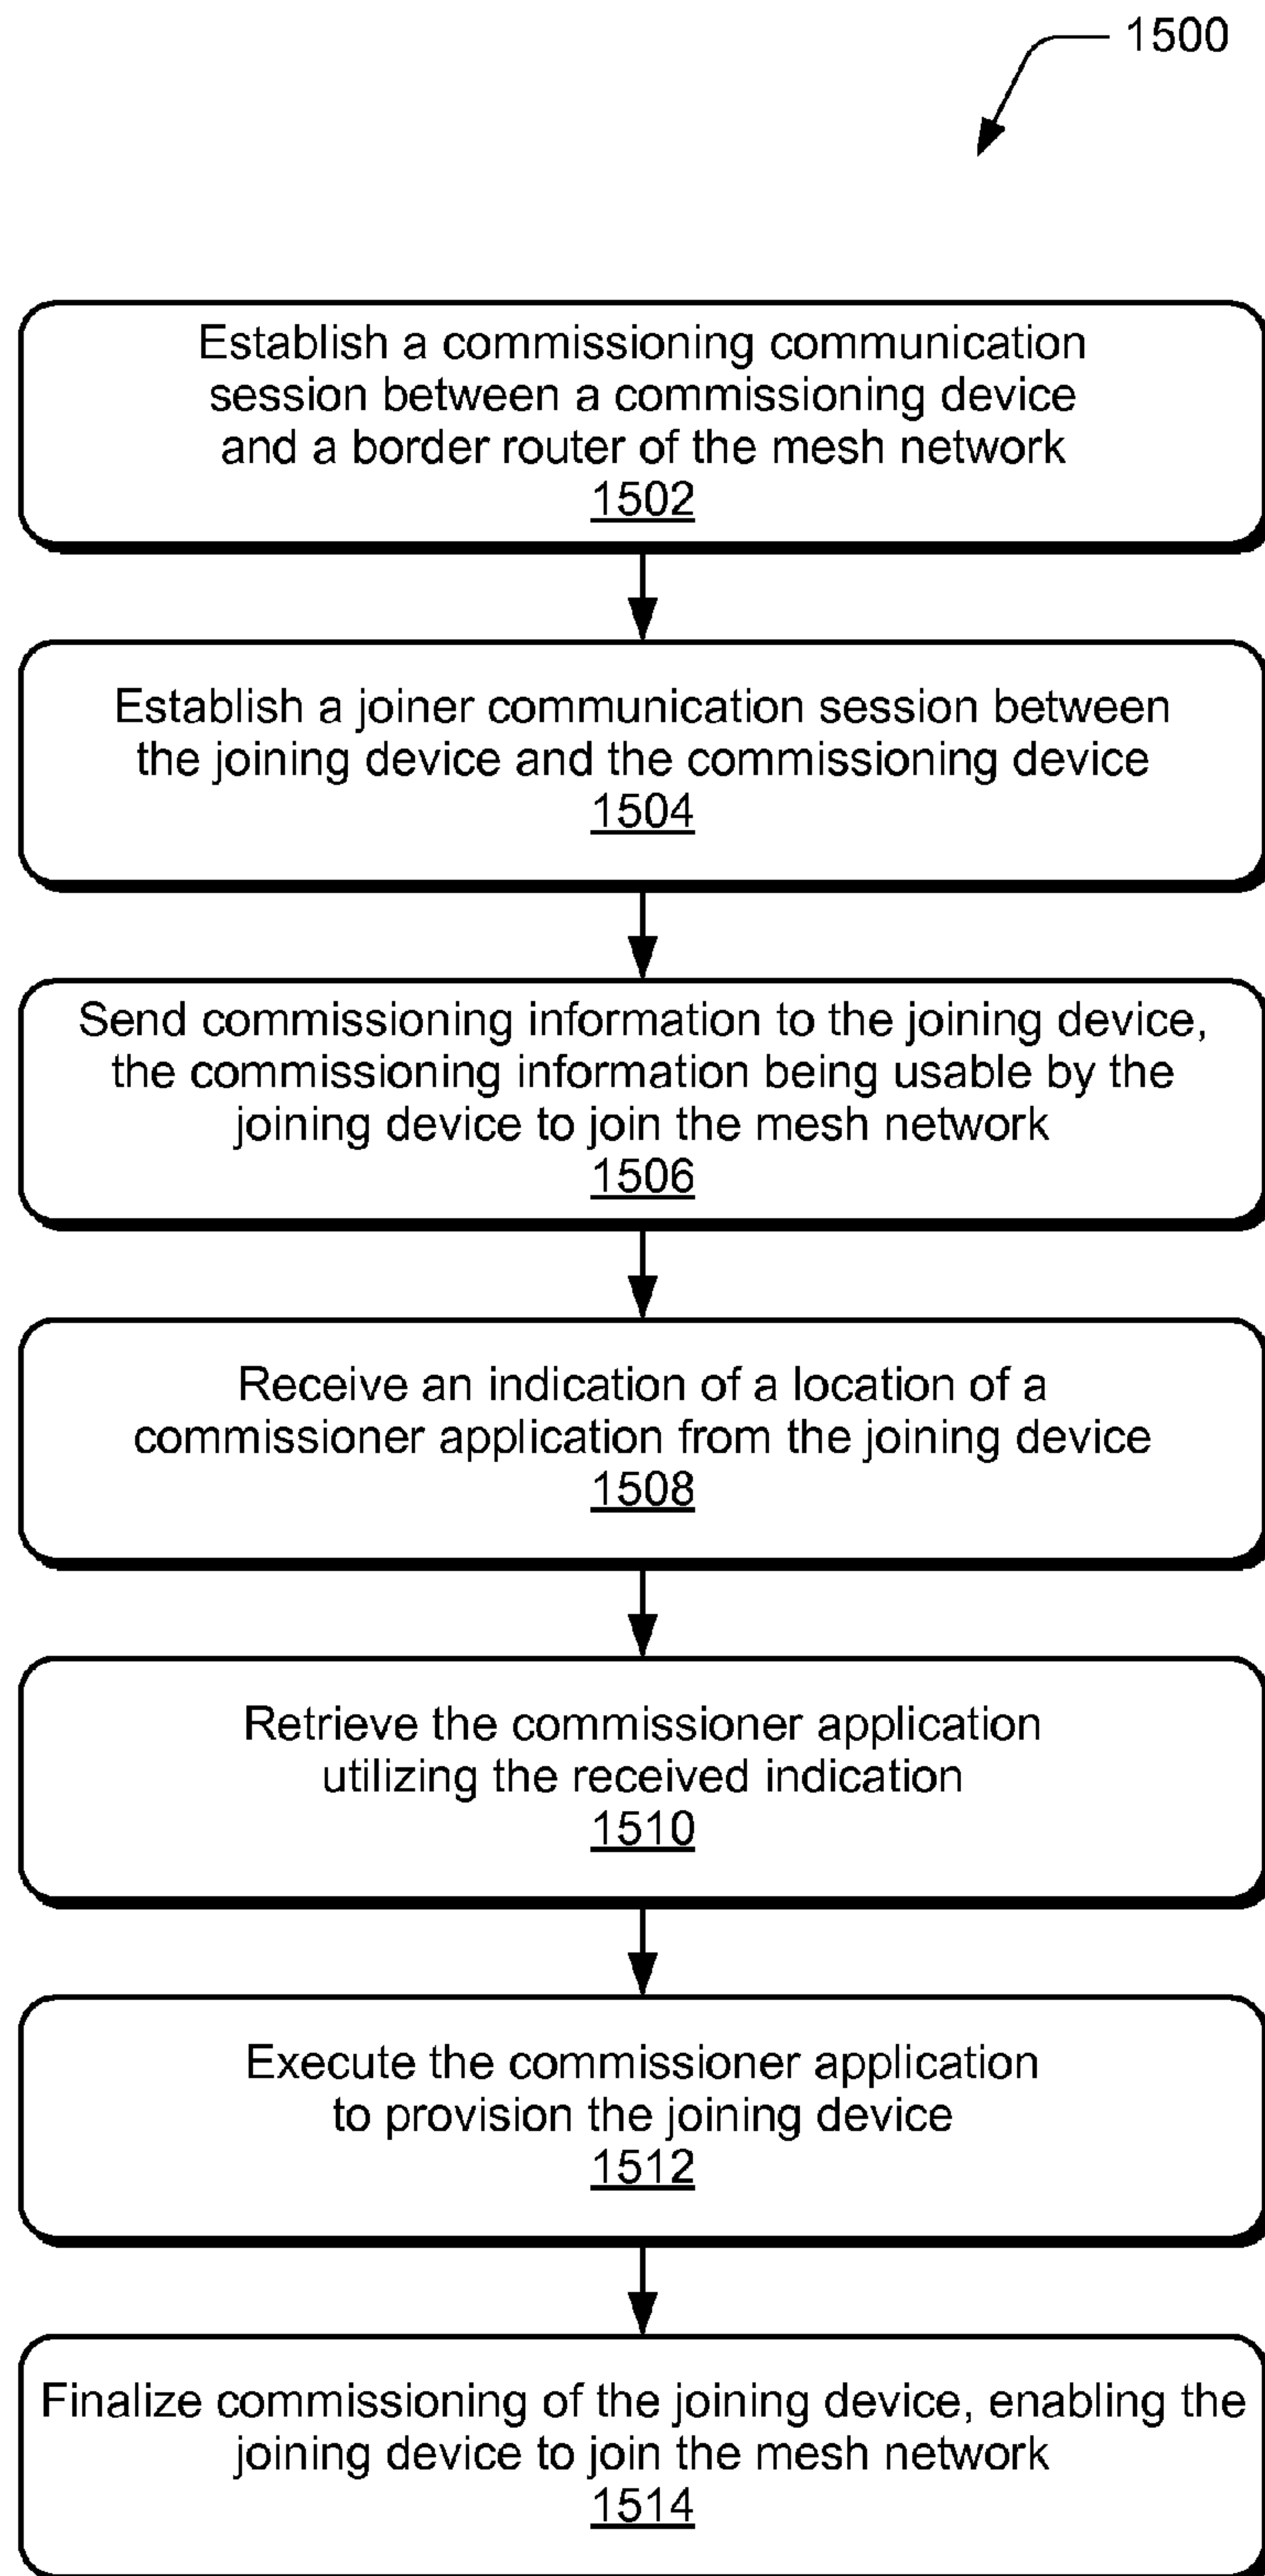 1500
Establish a commissioning communication
session between a commissioning device
and a border router of the mesh network
1502
Establish a joiner communication session between
the joining device and the commissioning device
1504
Send commissioning information to the joining device,
the commissioning information being usable by the
joining device to join the mesh network
1506
Receive an indication of a location of a
commissioner application from the joining device
1508
Retrieve the commissioner application
utilizing the received indication
1510
Execute the commissioner application
to provision the joining device
1512
Finalize commissioning of the joining device, enabling the
joining device to join the mesh network
1514